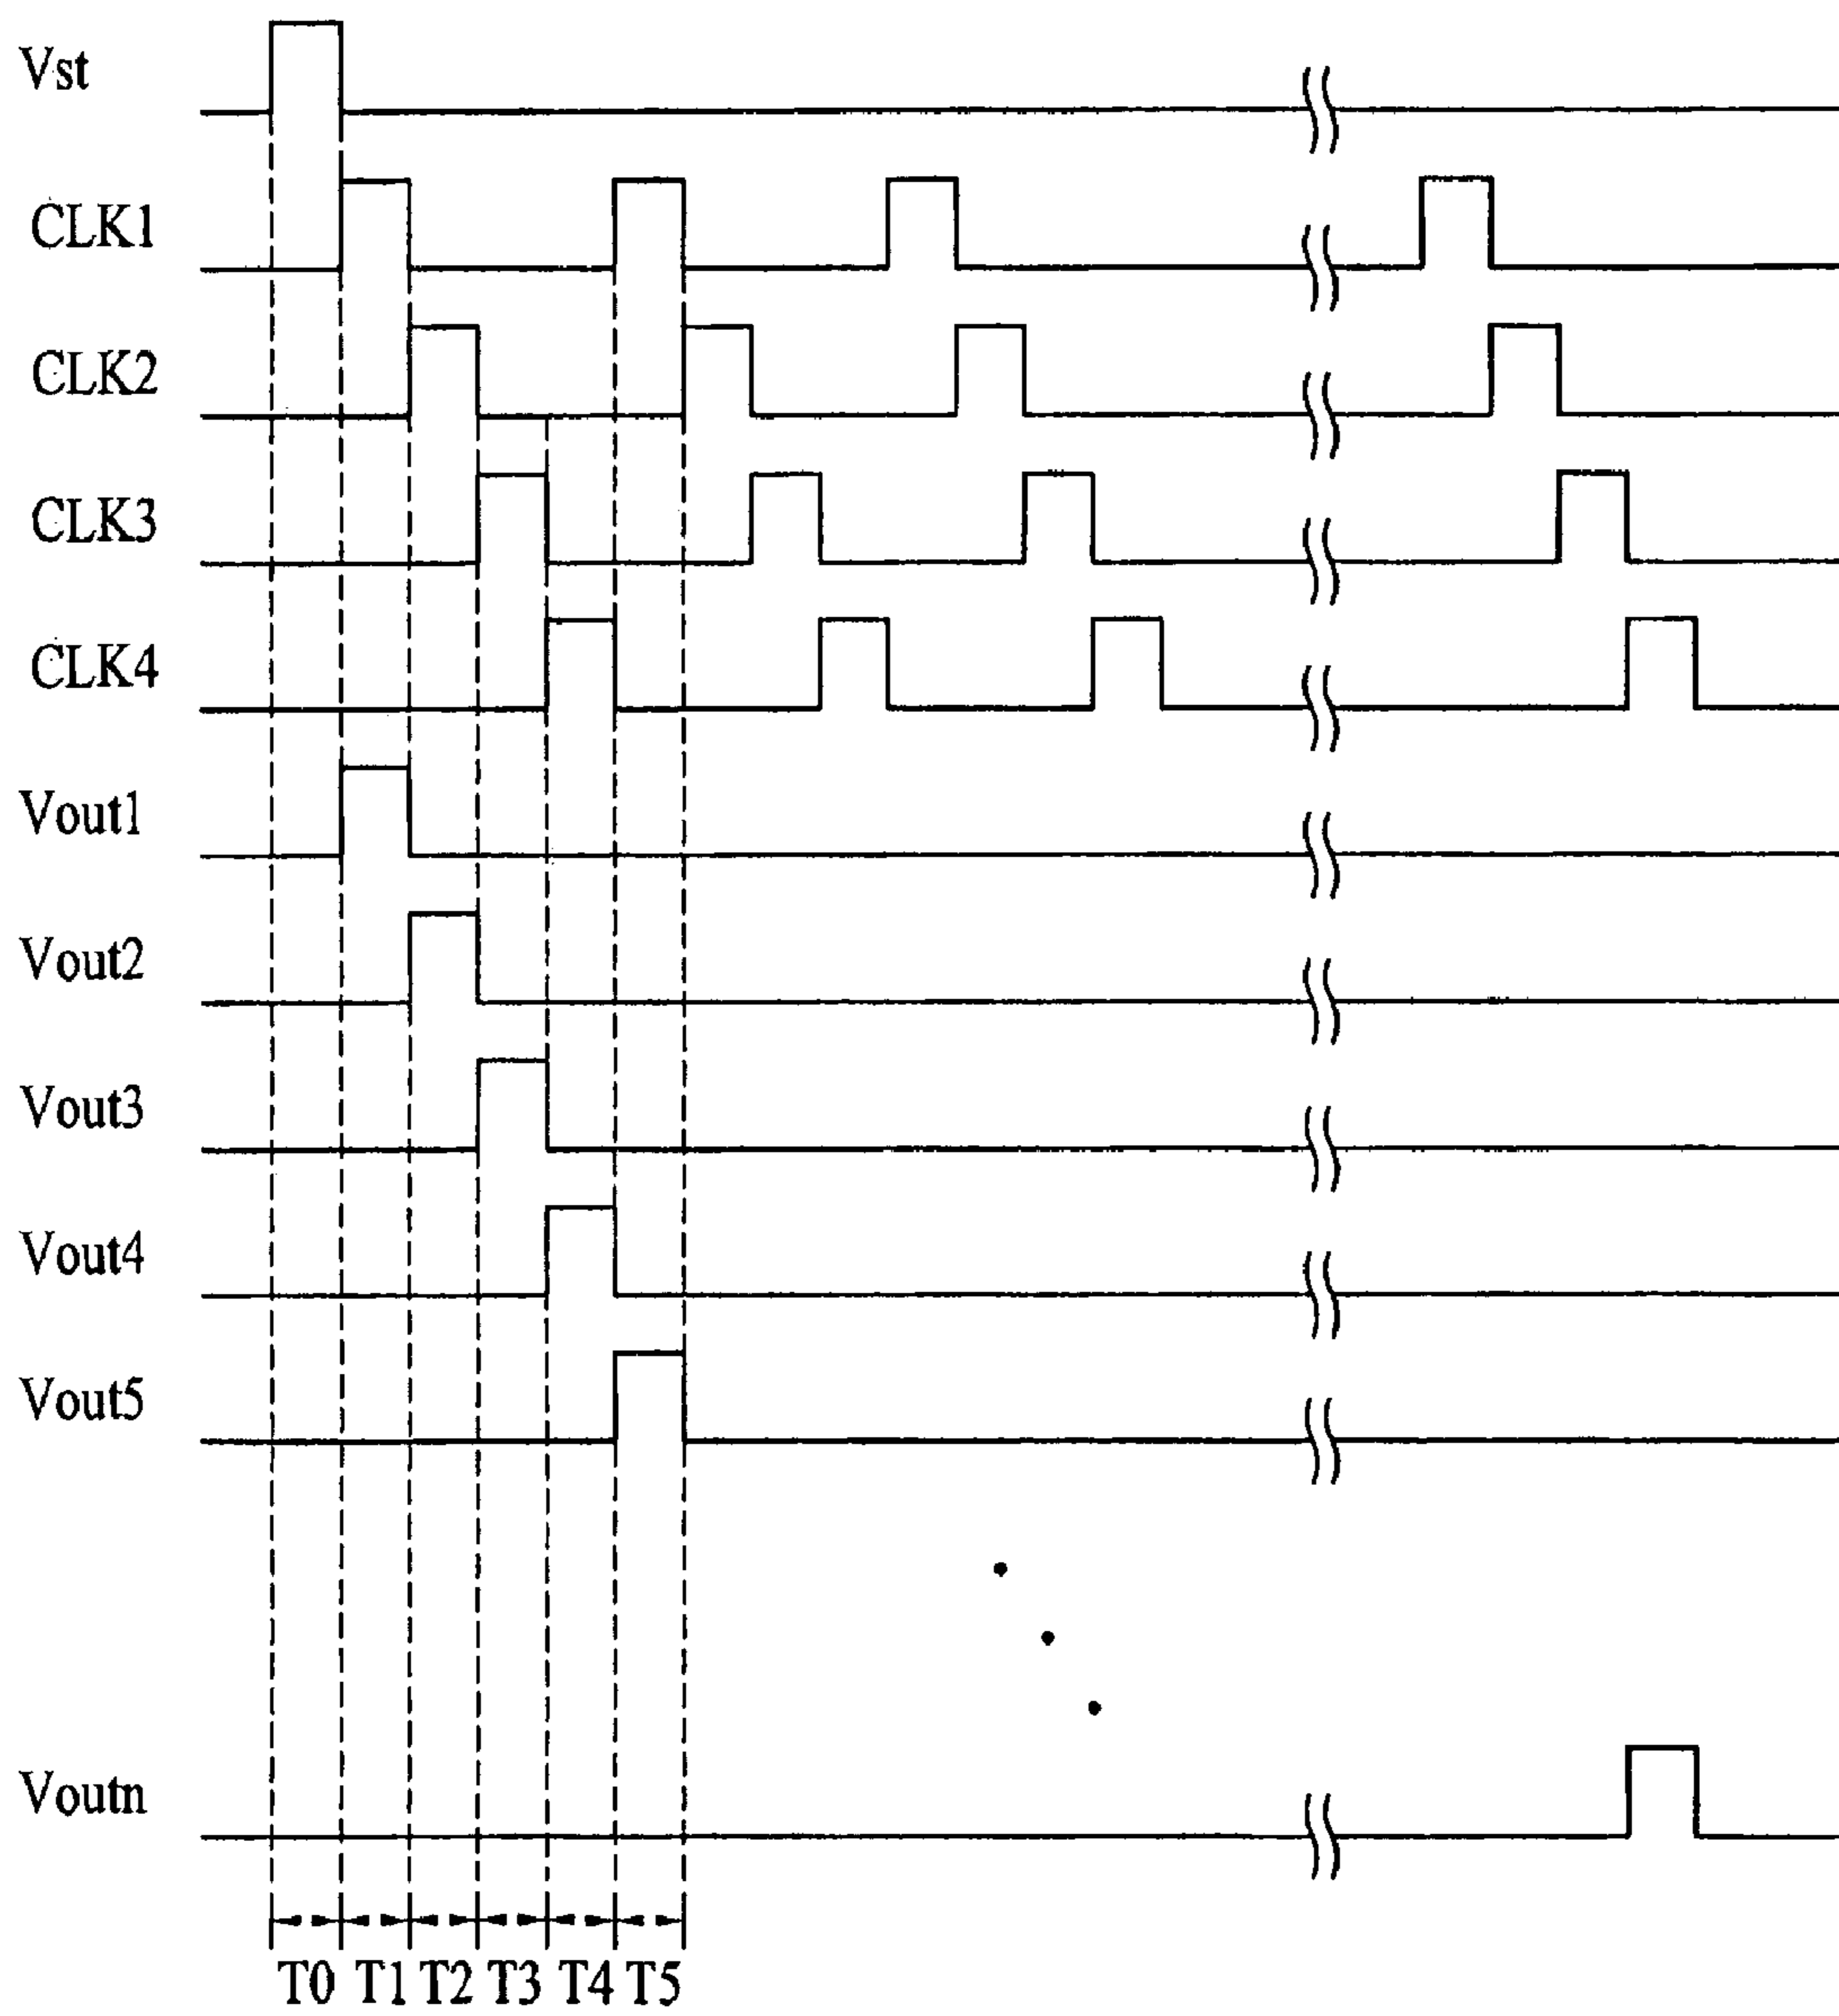 Vst
CLK1
CLK2
CLK3
CLK4
Vout1
Vout2
Vout3
Vout4
Vout5
Voutn
T0 T1 T2 T3 T4 T5